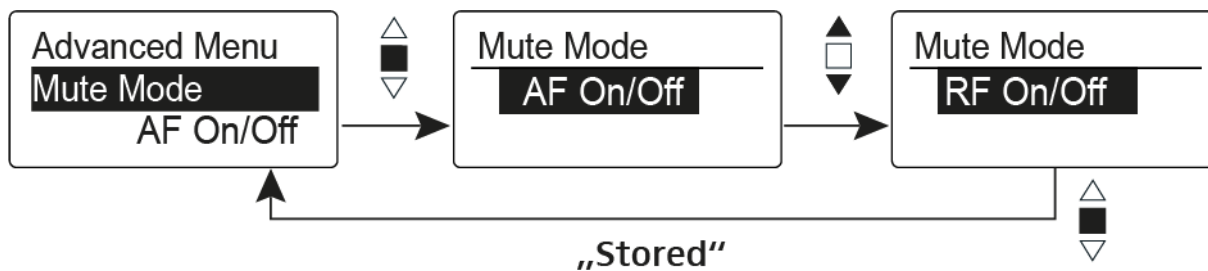 Advanced Menu
Mute Mode
AF On/Off
Mute Mode
AF On/Off
Mute Mode
RF On/Off
„Stored“